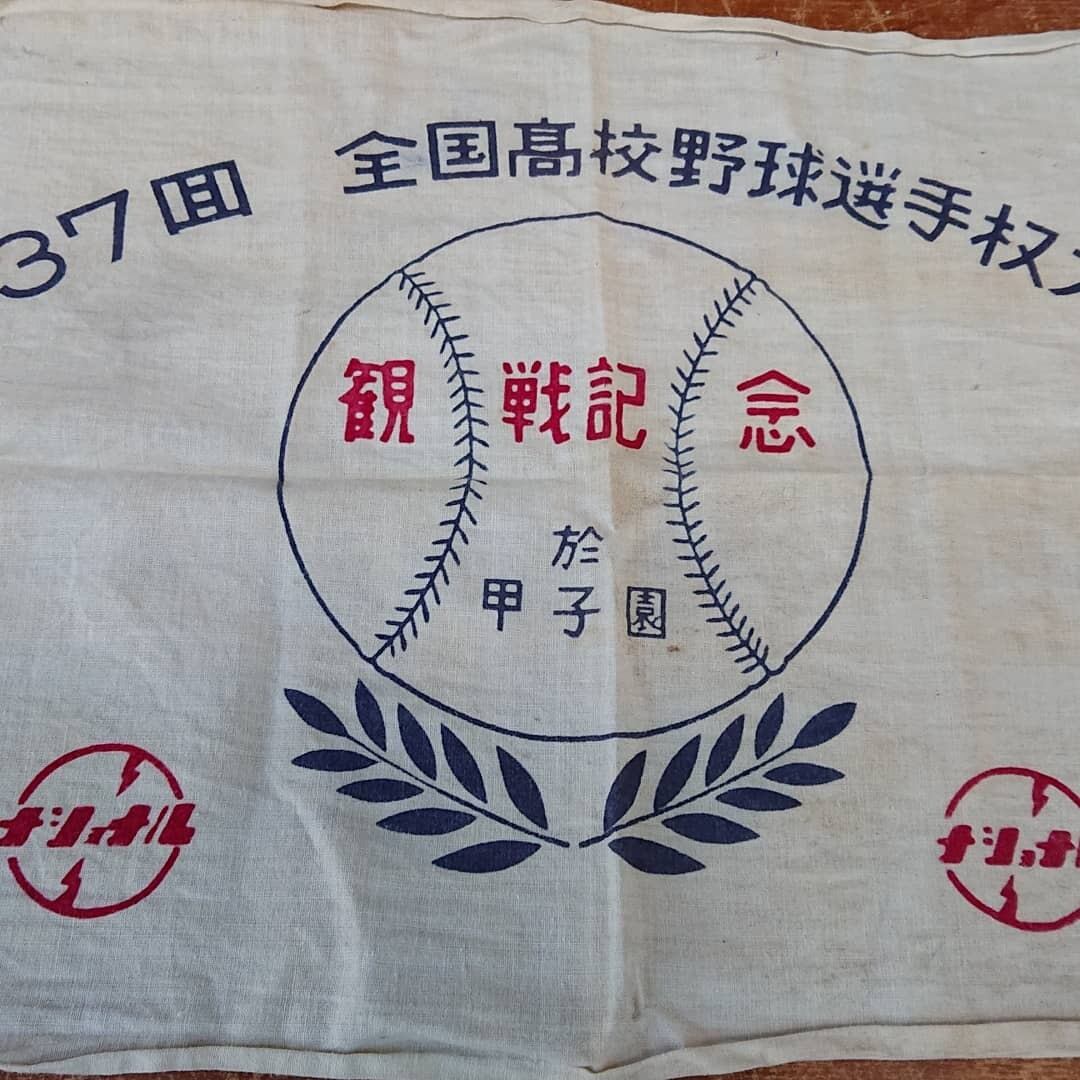 37回 全国高校野球選手权大
観戦記念
於
甲子園
ナショナル
ナショナル